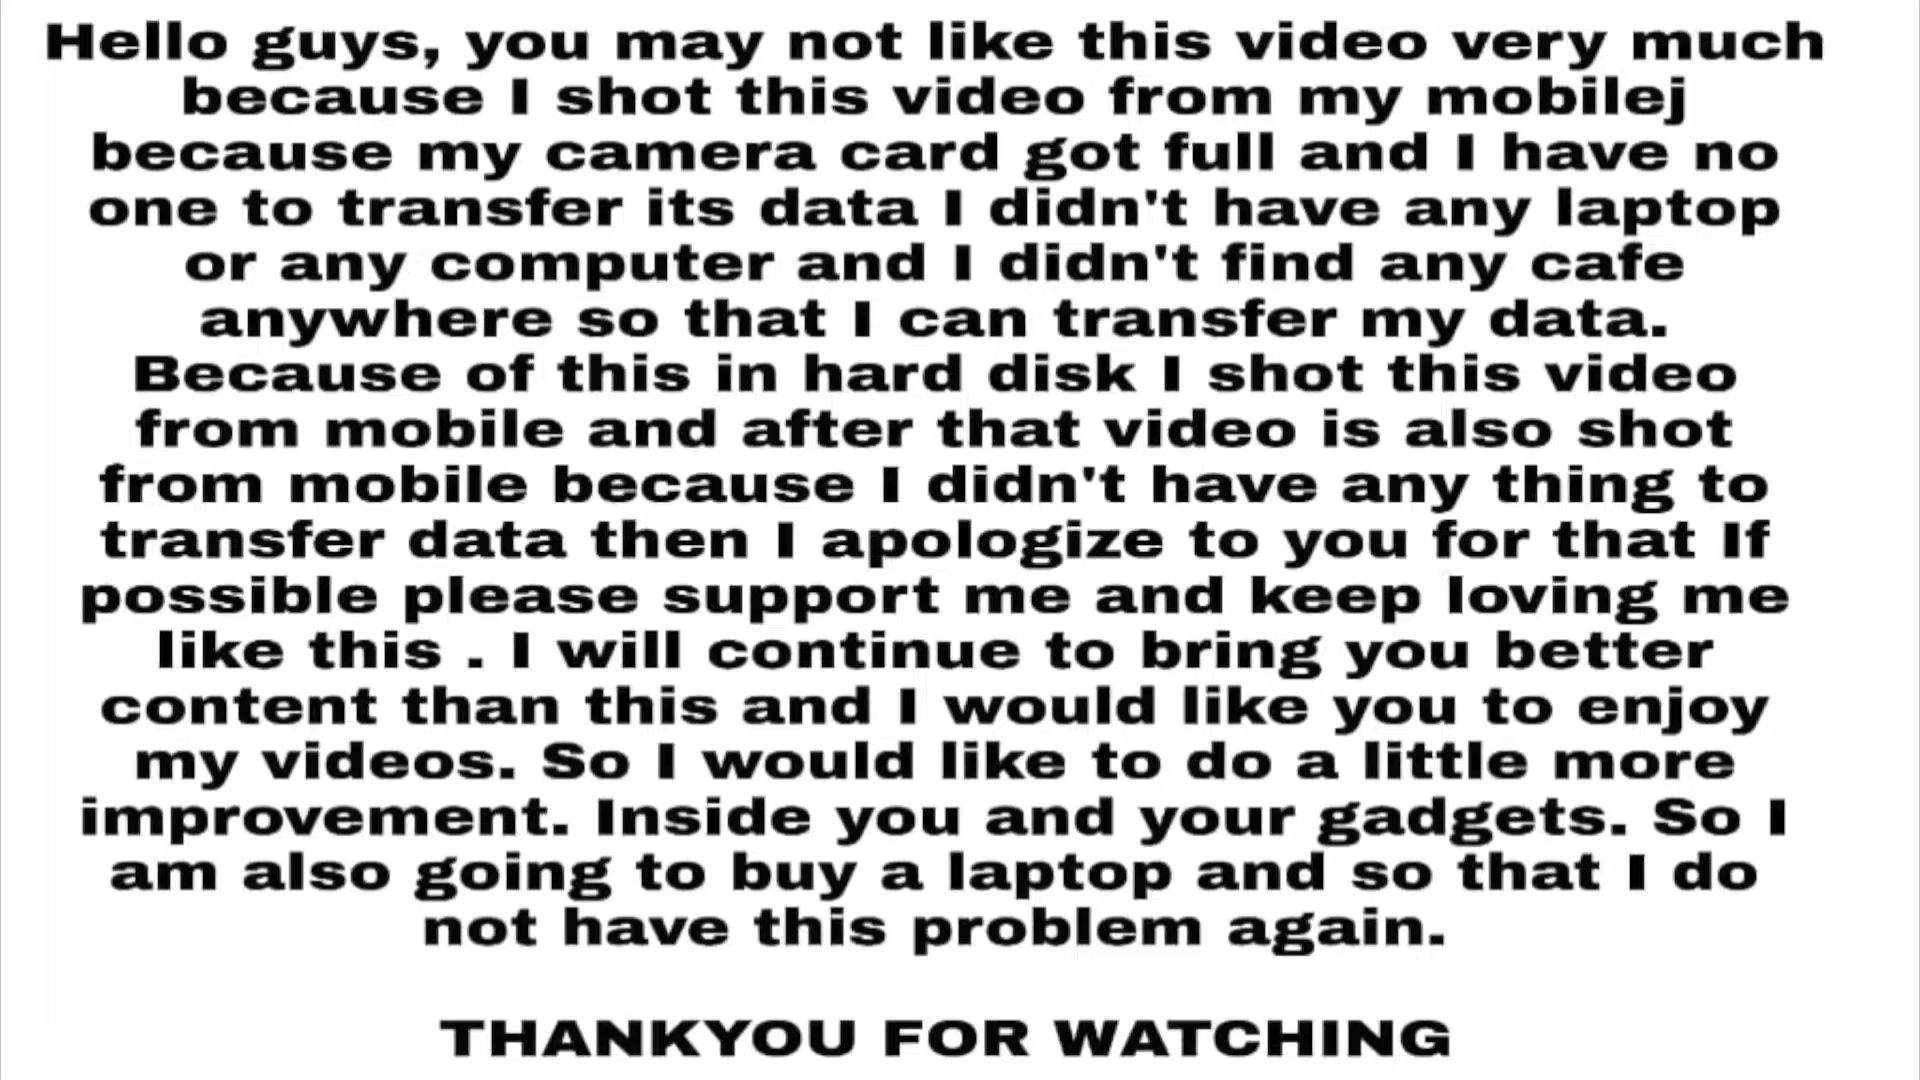 Hello guys, you may not like this video very much
because I shot this video from my mobilej
because my camera card got full and I have no
one to transfer its data I didn't have any laptop
or any computer and I didn't find any cafe
anywhere so that I can transfer my data.
Because of this in hard disk I shot this video
from mobile and after that video is also shot
from mobile because I didn't have any thing to
transfer data then I apologize to you for that If
possible please support me and keep loving me
like this . I will continue to bring you better
content than this and I would like you to enjoy
my videos. So I would like to do a little more
improvement. Inside you and your gadgets. So I
am also going to buy a laptop and so that I do
not have this problem again.
THANKYOU FOR WATCHING